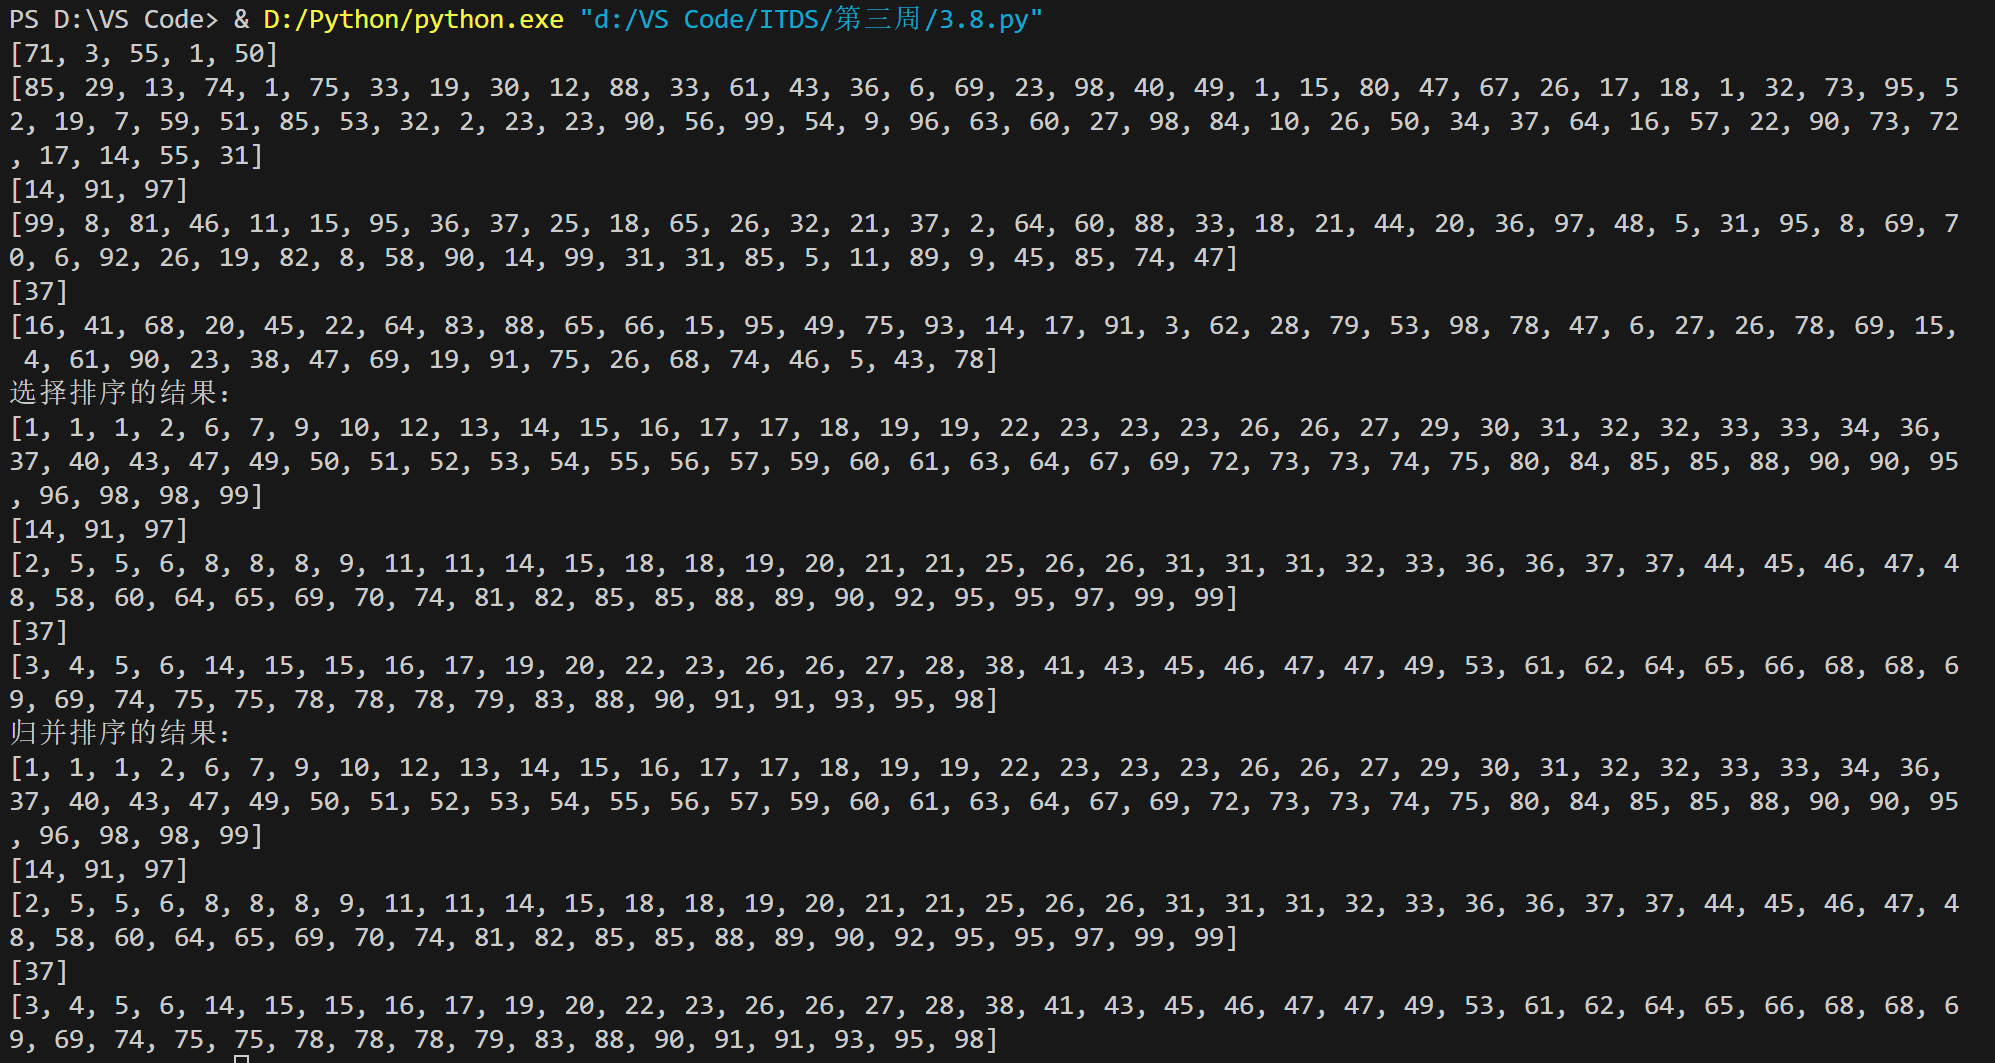 PS D:\VS Code> & D:/Python/python.exe "d:/VS Code/ITDS/第三周/3.8.py"
[71, 3, 55, 1, 50]
[85, 29, 13, 74, 1, 75, 33, 19, 30, 12, 88, 33, 61, 43, 36, 6, 69, 23, 98, 40, 49, 1, 15, 80, 47, 67, 26, 17, 18, 1, 32, 73, 95, 5
2, 19, 7, 59, 51, 85, 53, 32, 2, 23, 23, 90, 56, 99, 54, 9, 96, 63, 60, 27, 98, 84, 10, 26, 50, 34, 37, 64, 16, 57, 22, 90, 73, 72
, 17, 14, 55, 31]
[14, 91, 97]
[99, 8, 81, 46, 11, 15, 95, 36, 37, 25, 18, 65, 26, 32, 21, 37, 2, 64, 60, 88, 33, 18, 21, 44, 20, 36, 97, 48, 5, 31, 95, 8, 69, 7
0, 6, 92, 26, 19, 82, 8, 58, 90, 14, 99, 31, 31, 85, 5, 11, 89, 9, 45, 85, 74, 47]
[37]
[16, 41, 68, 20, 45, 22, 64, 83, 88, 65, 66, 15, 95, 49, 75, 93, 14, 17, 91, 3, 62, 28, 79, 53, 98, 78, 47, 6, 27, 26, 78, 69, 15,
 4, 61, 90, 23, 38, 47, 69, 19, 91, 75, 26, 68, 74, 46, 5, 43, 78]
选择排序的结果：
[1, 1, 1, 2, 6, 7, 9, 10, 12, 13, 14, 15, 16, 17, 17, 18, 19, 19, 22, 23, 23, 23, 26, 26, 27, 29, 30, 31, 32, 32, 33, 33, 34, 36,
37, 40, 43, 47, 49, 50, 51, 52, 53, 54, 55, 56, 57, 59, 60, 61, 63, 64, 67, 69, 72, 73, 73, 74, 75, 80, 84, 85, 85, 88, 90, 90, 95
, 96, 98, 98, 99]
[14, 91, 97]
[2, 5, 5, 6, 8, 8, 8, 9, 11, 11, 14, 15, 18, 18, 19, 20, 21, 21, 25, 26, 26, 31, 31, 31, 32, 33, 36, 36, 37, 37, 44, 45, 46, 47, 4
8, 58, 60, 64, 65, 69, 70, 74, 81, 82, 85, 85, 88, 89, 90, 92, 95, 95, 97, 99, 99]
[37]
[3, 4, 5, 6, 14, 15, 15, 16, 17, 19, 20, 22, 23, 26, 26, 27, 28, 38, 41, 43, 45, 46, 47, 47, 49, 53, 61, 62, 64, 65, 66, 68, 68, 6
9, 69, 74, 75, 75, 78, 78, 78, 79, 83, 88, 90, 91, 91, 93, 95, 98]
归并排序的结果：
[1, 1, 1, 2, 6, 7, 9, 10, 12, 13, 14, 15, 16, 17, 17, 18, 19, 19, 22, 23, 23, 23, 26, 26, 27, 29, 30, 31, 32, 32, 33, 33, 34, 36,
37, 40, 43, 47, 49, 50, 51, 52, 53, 54, 55, 56, 57, 59, 60, 61, 63, 64, 67, 69, 72, 73, 73, 74, 75, 80, 84, 85, 85, 88, 90, 90, 95
, 96, 98, 98, 99]
[14, 91, 97]
[2, 5, 5, 6, 8, 8, 8, 9, 11, 11, 14, 15, 18, 18, 19, 20, 21, 21, 25, 26, 26, 31, 31, 31, 32, 33, 36, 36, 37, 37, 44, 45, 46, 47, 4
8, 58, 60, 64, 65, 69, 70, 74, 81, 82, 85, 85, 88, 89, 90, 92, 95, 95, 97, 99, 99]
[37]
[3, 4, 5, 6, 14, 15, 15, 16, 17, 19, 20, 22, 23, 26, 26, 27, 28, 38, 41, 43, 45, 46, 47, 47, 49, 53, 61, 62, 64, 65, 66, 68, 68, 6
9, 69, 74, 75, 75, 78, 78, 78, 79, 83, 88, 90, 91, 91, 93, 95, 98]